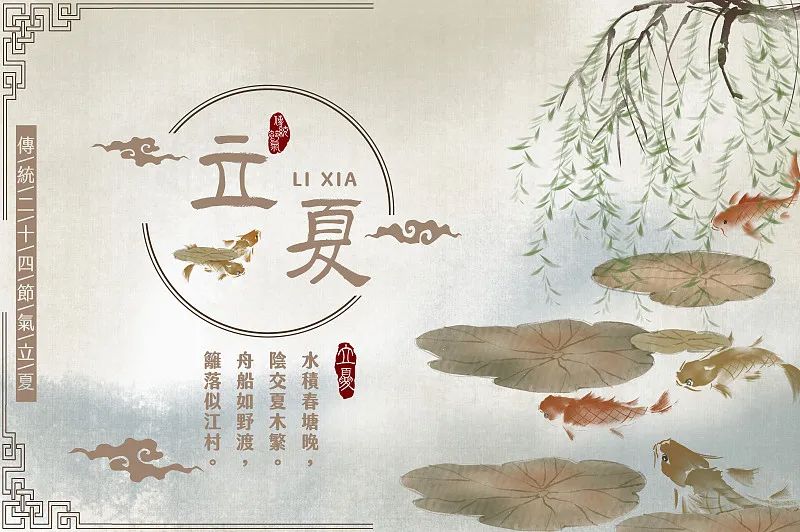 傳統二十四節氣立夏
傳統節氣
立夏
LI XIA
立夏
水積春塘晚，
陰交夏木繁。
舟船如野渡，
籬落似江村。